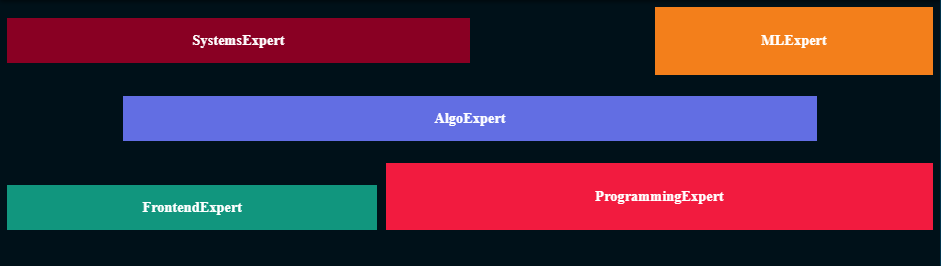 SystemsExpert
MLExpert
AlgoExpert
FrontendExpert
ProgrammingExpert